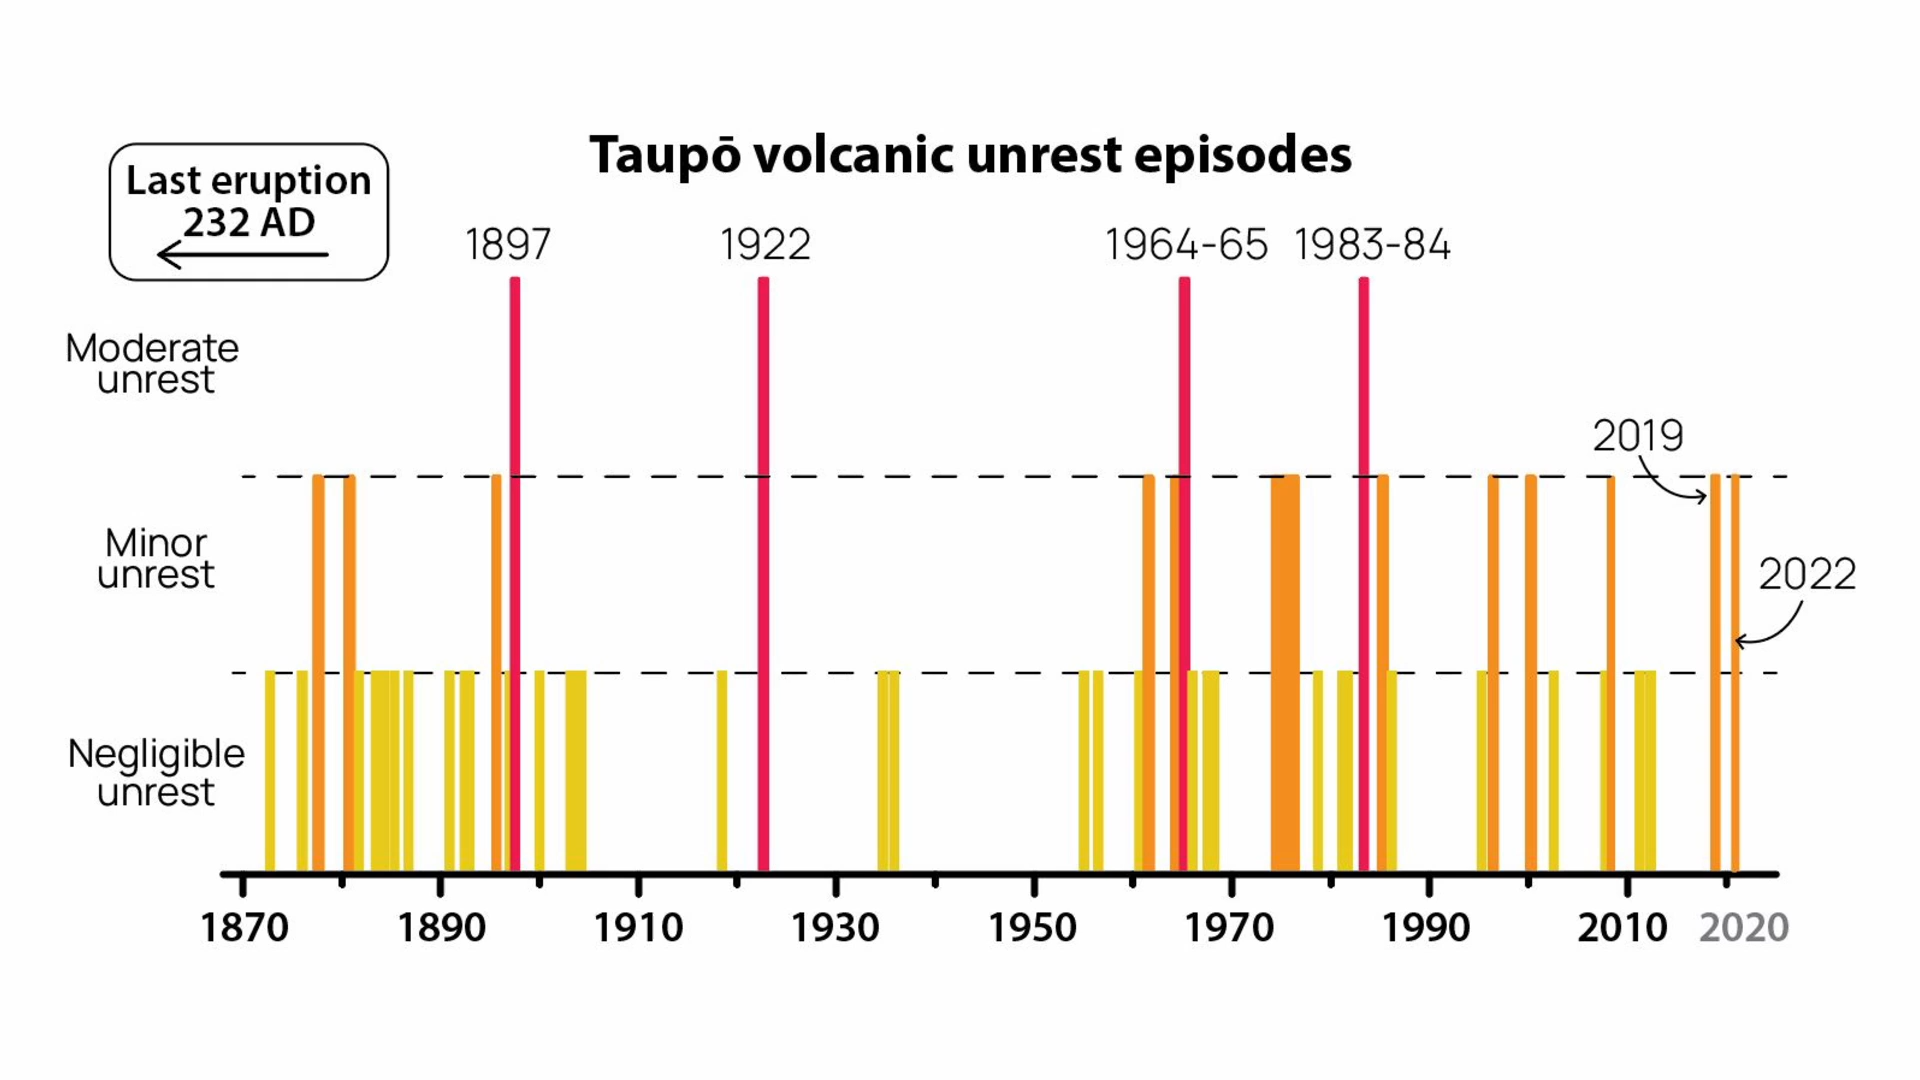 Taupō volcanic unrest episodes
Last eruption
232 AD
1897
1922
1964-65
1983-84
Moderate
unrest
2019
Minor
unrest
2022
Negligible
unrest
1870
1890
1910
1930
1950
1970
1990
2010
2020